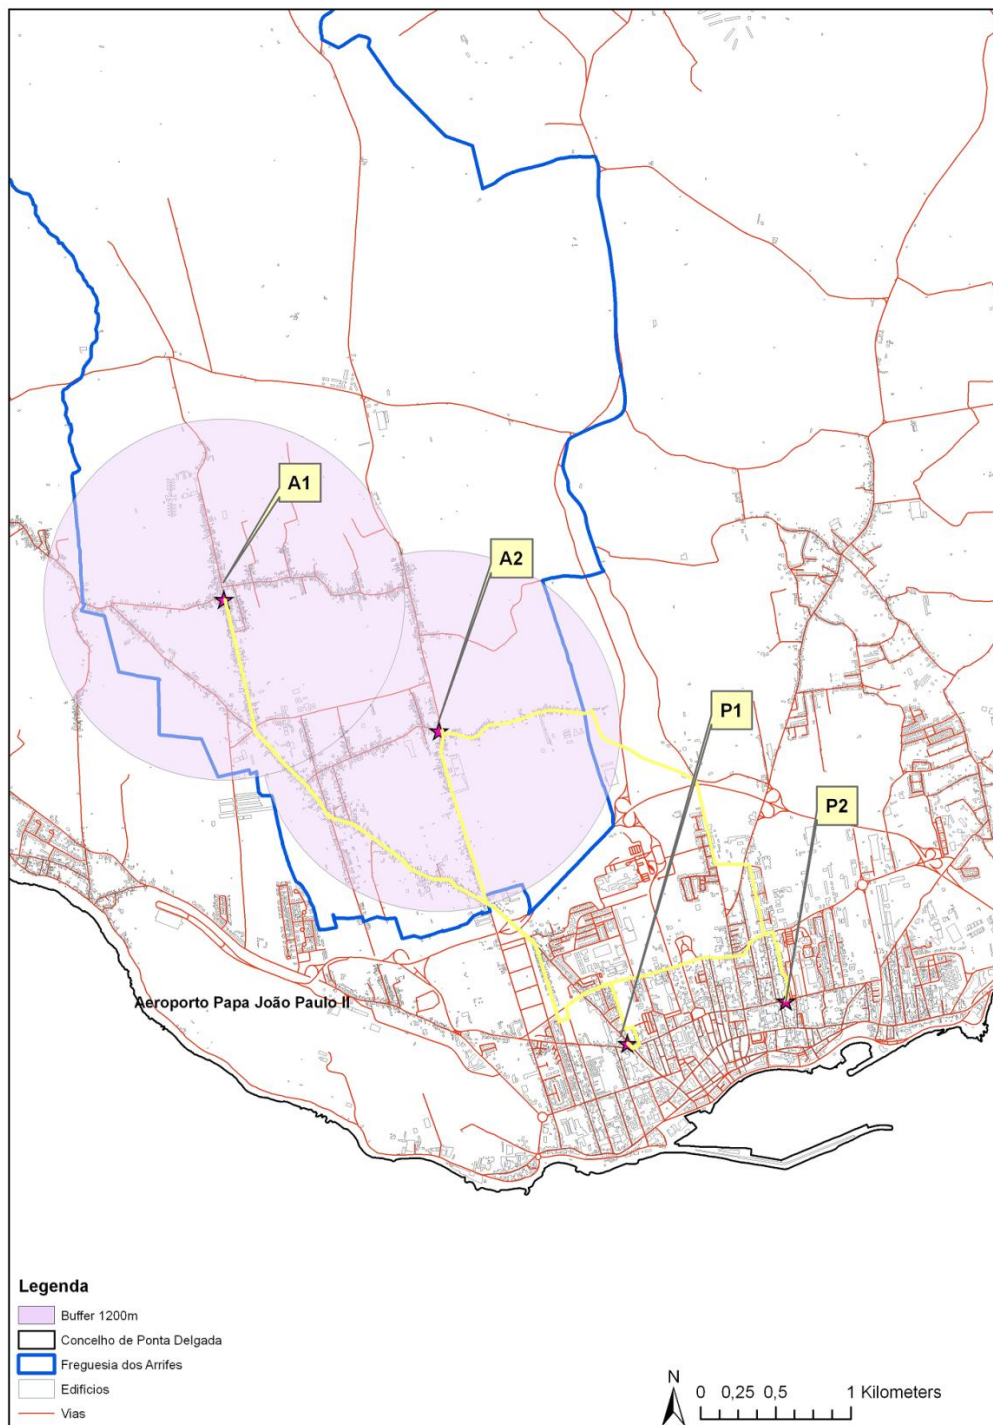 A1
A2
P1
P2
Aeroporto Papa João Paulo II
Legenda
Buffer 1200m
Concelho de Ponta Delgada
Freguesia dos Arrifes
Edifícios
Vias
N
0 0,25 0,5 1 Kilometers